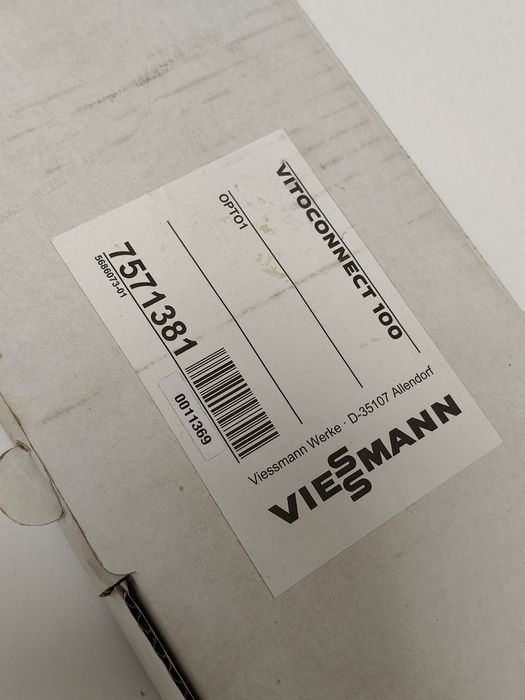 VITOCONNECT 100
OPTO1
7571381
5686073-01
0011369
Viessmann Werke · D-35107 Allendorf
VIESSMANN